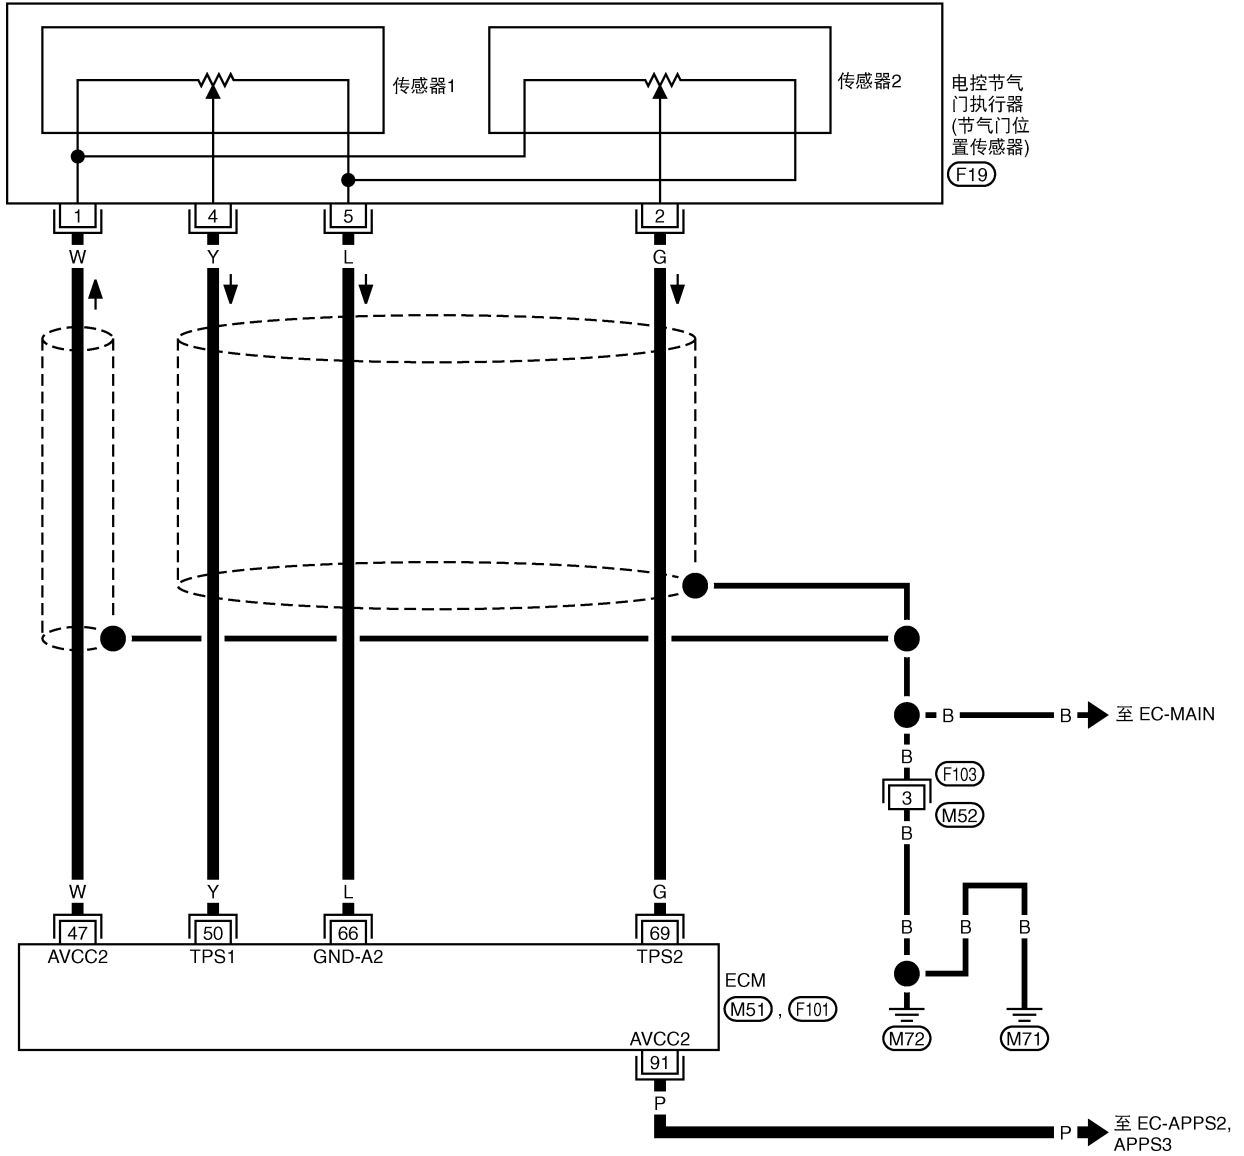 传感器1
传感器2
电控节气
门执行器
(节气门位
置传感器)
F19
1 4 5 2
W Y L G
B B 至 EC-MAIN
B
F103
3
M52
B
W Y L G
47 50 66 69
B B B
AVCC2 TPS1 GND-A2 TPS2
ECM
M51 , F101
M72 M71
AVCC2
91
P
P 至 EC-APPS2,
APPS3